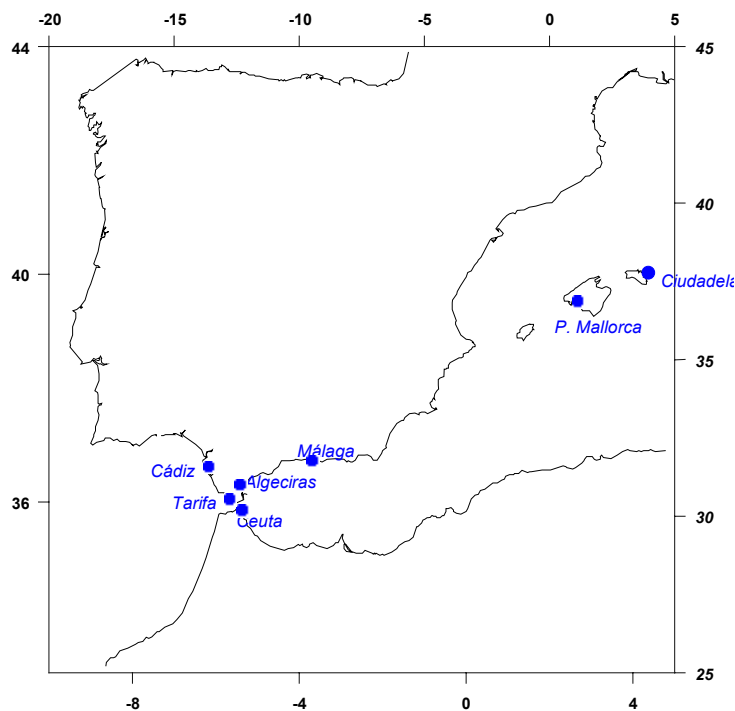 -20 -15 -10 -5 0 5
44 45
40
40
Ciudadela
P. Mallorca
35
Málaga
Cádiz Algeciras
Tarifa
36 Ceuta 30
25
-8 -4 0 4